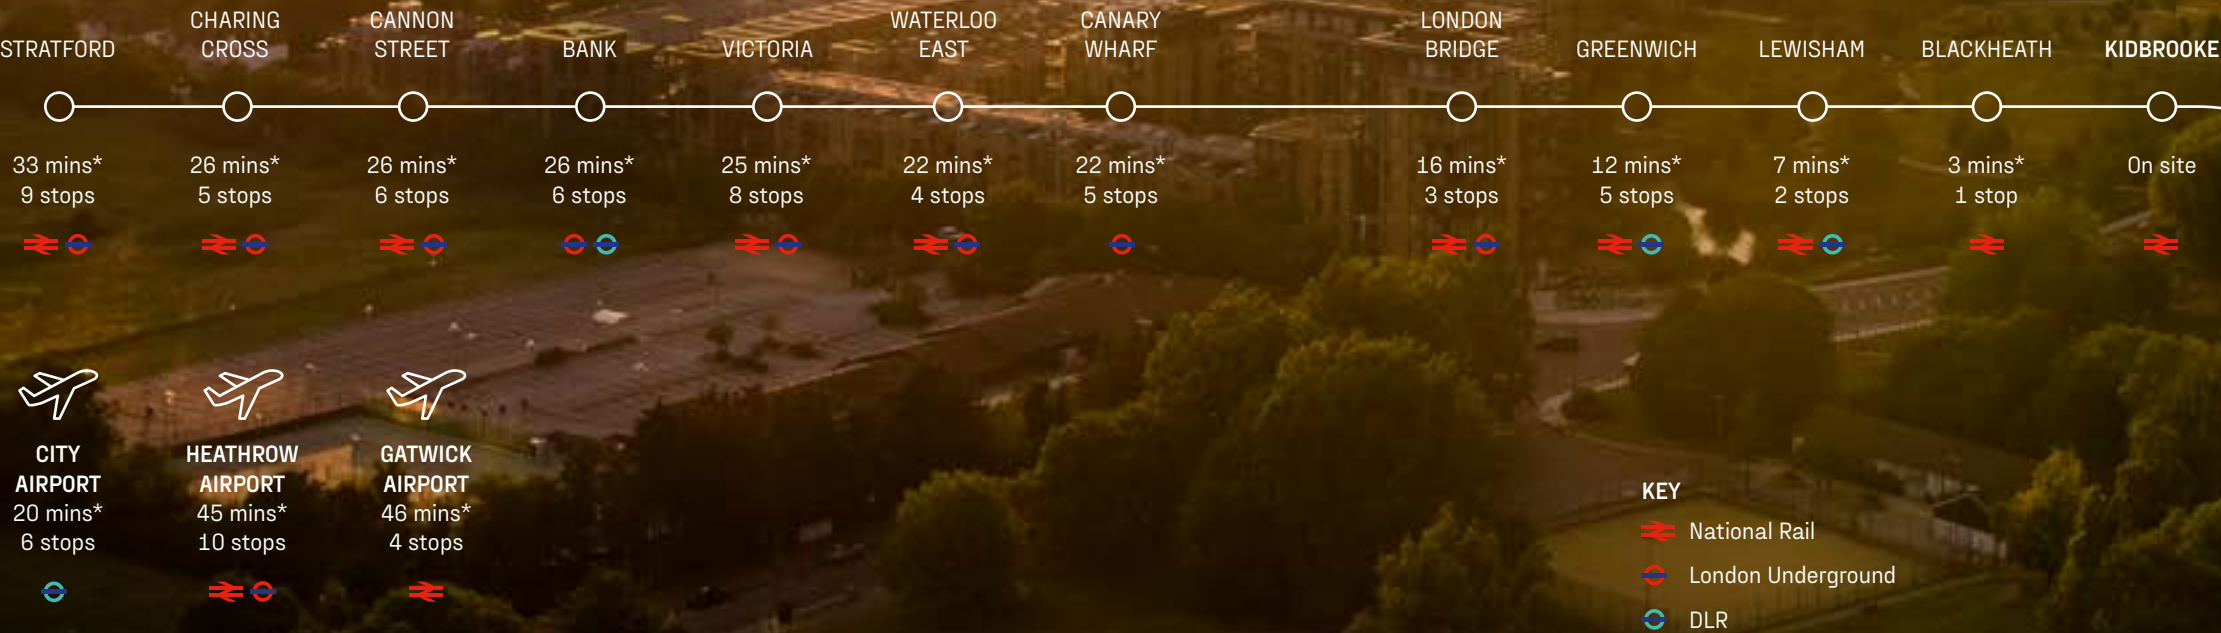 STRATFORD
CHARING
CROSS
CANNON
STREET
BANK
VICTORIA
WATERLOO
EAST
CANARY
WHARF
LONDON
BRIDGE
GREENWICH
LEWISHAM
BLACKHEATH
KIDBROOKE
33 mins*
9 stops
26 mins*
5 stops
26 mins*
6 stops
26 mins*
6 stops
25 mins*
8 stops
22 mins*
4 stops
22 mins*
5 stops
16 mins*
3 stops
12 mins*
5 stops
7 mins*
2 stops
3 mins*
1 stop
On site
CITY
AIRPORT
20 mins*
6 stops
HEATHROW
AIRPORT
45 mins*
10 stops
GATWICK
AIRPORT
46 mins*
4 stops
KEY
National Rail
London Underground
DLR